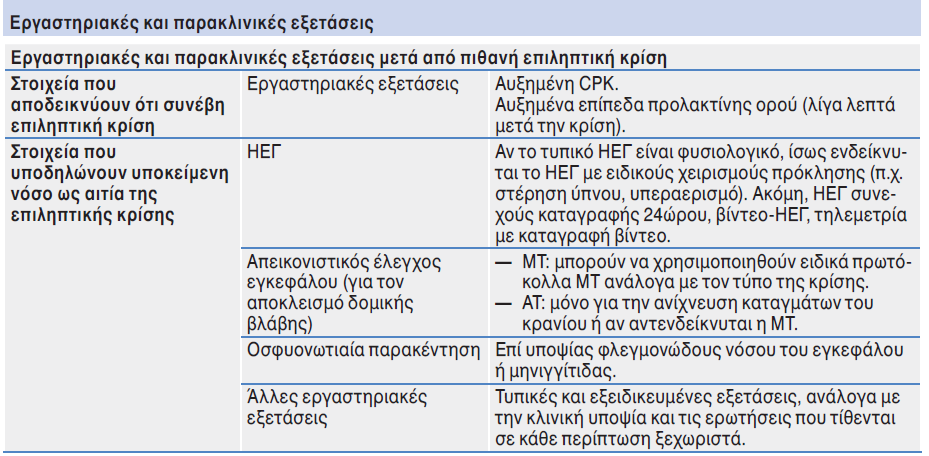 Εργαστηριακές και παρακλινικές εξετάσεις
Εργαστηριακές και παρακλινικές εξετάσεις μετά από πιθανή επιληπτική κρίση
Στοιχεία που
αποδεικνύουν ότι συνέβη
επιληπτική κρίση
Εργαστηριακές εξετάσεις
Αυξημένη CPK.
Αυξημένα επίπεδα προλακτίνης ορού (λίγα λεπτά
μετά την κρίση).
Στοιχεία που
υποδηλώνουν υποκείμενη
νόσο ως αιτία της
επιληπτικής κρίσης
ΗΕΓ
Αν το τυπικό ΗΕΓ είναι φυσιολογικό, ίσως ενδείκνυ-
ται το ΗΕΓ με ειδικούς χειρισμούς πρόκλησης (π.χ.
στέρηση ύπνου, υπεραερισμό). Ακόμη, ΗΕΓ συνε-
χούς καταγραφής 24ώρου, βίντεο-ΗΕΓ, τηλεμετρία
με καταγραφή βίντεο.
Απεικονιστικός έλεγχος
εγκεφάλου (για τον
αποκλεισμό δομικής
βλάβης)
— ΜΤ: μπορούν να χρησιμοποιηθούν ειδικά πρωτό-
κολλα ΜΤ ανάλογα με τον τύπο της κρίσης.
— ΑΤ: μόνο για την ανίχνευση καταγμάτων του
κρανίου ή αν αντενδείκνυται η ΜΤ.
Οσφυονωτιαία παρακέντηση
Επί υποψίας φλεγμονώδους νόσου του εγκεφάλου
ή μηνιγγίτιδας.
Άλλες εργαστηριακές
εξετάσεις
Τυπικές και εξειδικευμένες εξετάσεις, ανάλογα με
την κλινική υποψία και τις ερωτήσεις που τίθενται
σε κάθε περίπτωση ξεχωριστά.